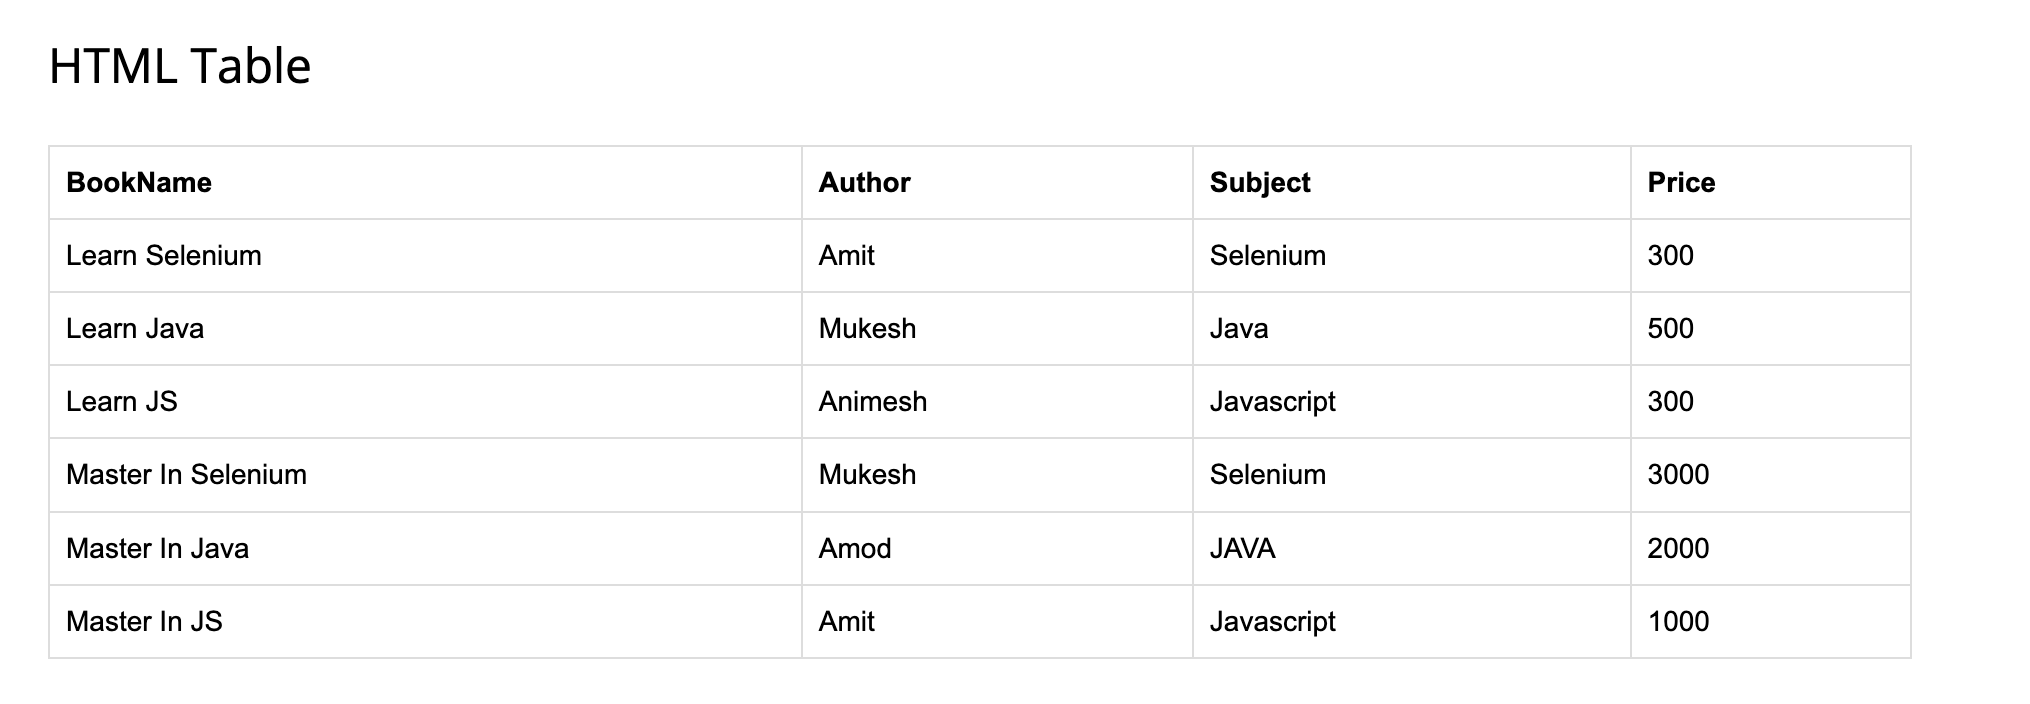 HTML Table
BookName Author Subject Price
Learn Selenium Amit Selenium 300
Learn Java Mukesh Java 500
Learn JS Animesh Javascript 300
Master In Selenium Mukesh Selenium 3000
Master In Java Amod JAVA 2000
Master In JS Amit Javascript 1000